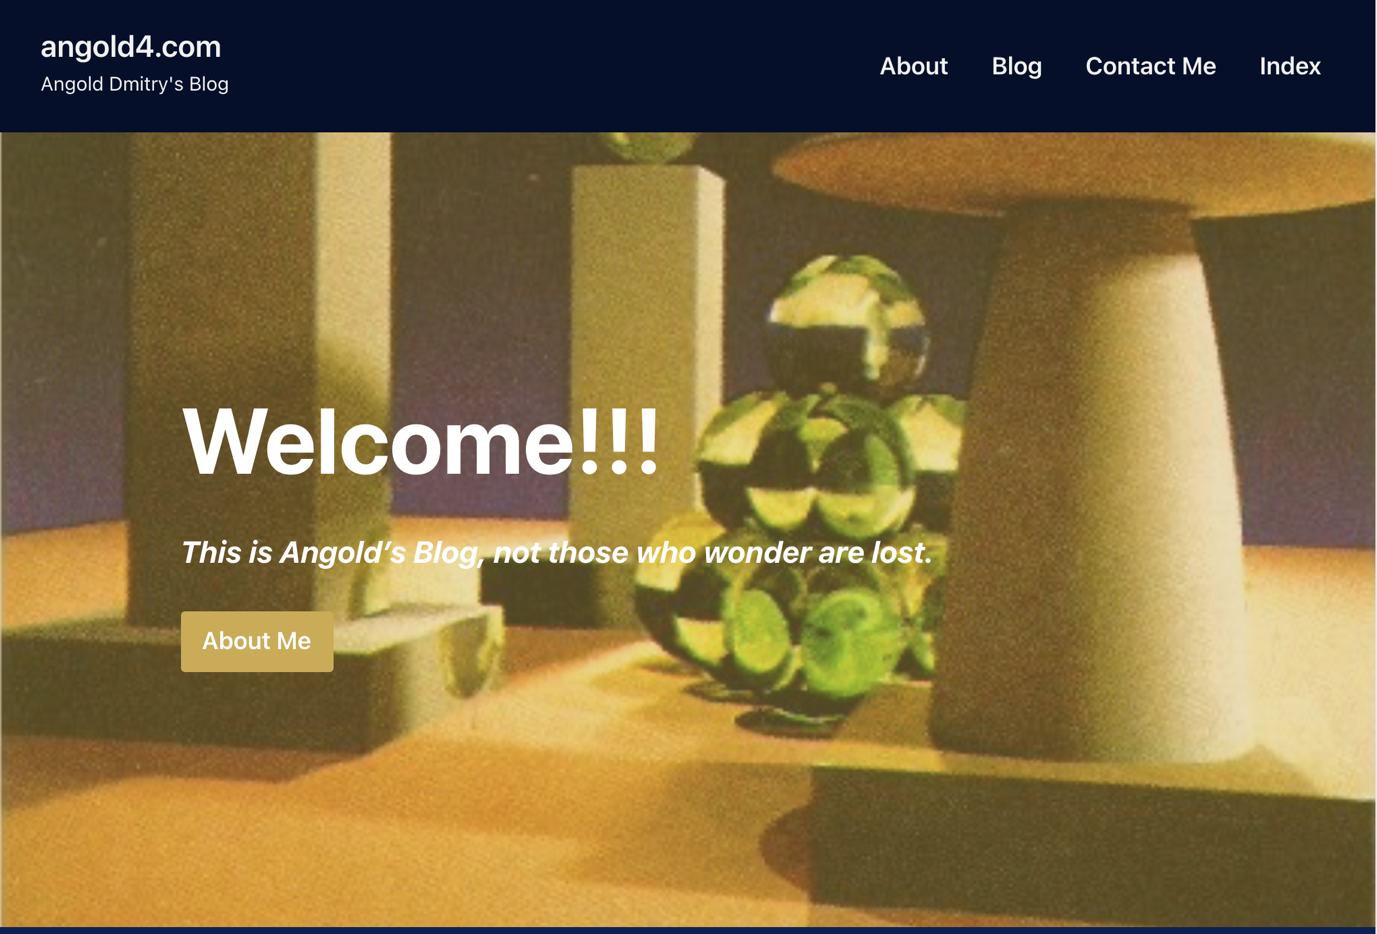 angold4.com
Angold Dmitry's Blog
About Blog Contact Me Index
Welcome!!!
This is Angold’s Blog, not those who wonder are lost.
About Me